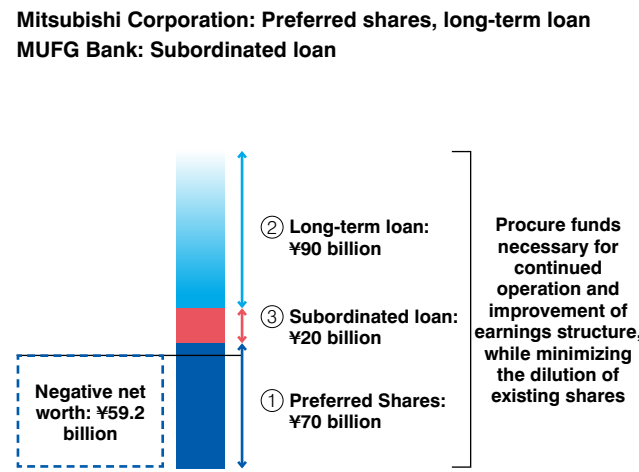 Mitsubishi Corporation: Preferred shares, long-term loan
MUFG Bank: Subordinated loan
② Long-term loan:
¥90 billion
③ Subordinated loan:
¥20 billion
① Preferred Shares:
¥70 billion
Negative net
worth: ¥59.2
billion
Procure funds
necessary for
continued
operation and
improvement of
earnings structure,
while minimizing
the dilution of
existing shares